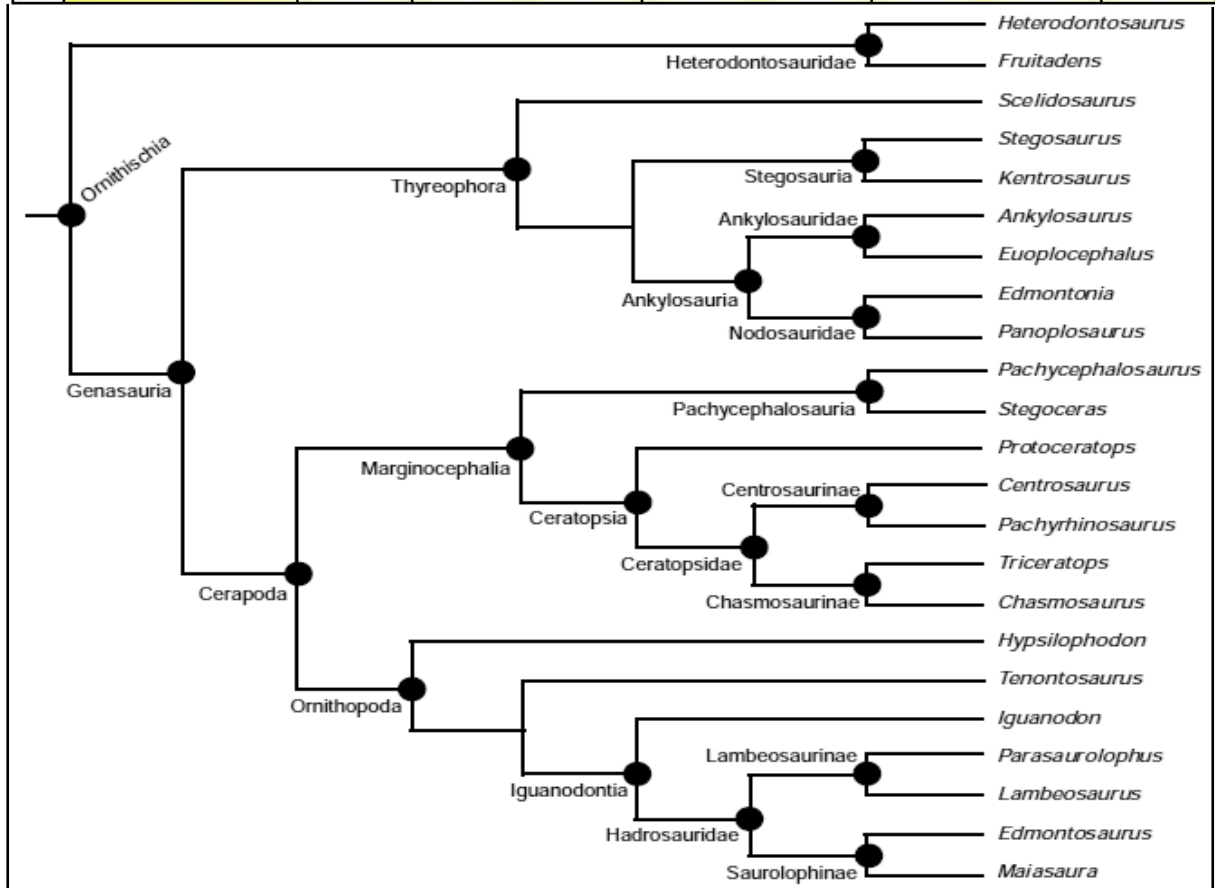 Heterodontosaurus
Heterodontosauridae
Fruitadens
Scelidosaurus
Ornithischia
Stegosaurus
Thyreophora
Stegosauria
Kentrosaurus
Ankylosauridae
Ankylosaurus
Euoplocephalus
Ankylosauria
Edmontonia
Nodosauridae
Panoplosaurus
Genasauria
Pachycephalosaurus
Pachycephalosauria
Stegoceras
Marginocephalia
Protoceratops
Centrosaurinae
Centrosaurus
Ceratopsia
Pachyrhinosaurus
Ceratopsidae
Triceratops
Cerapoda
Chasmosaurinae
Chasmosaurus
Hypsilophodon
Tenontosaurus
Ornithopoda
Iguanodon
Lambeosaurinae
Parasaurolophus
Iguanodontia
Lambeosaurus
Hadrosauridae
Edmontosaurus
Saurolophinae
Maiasaura